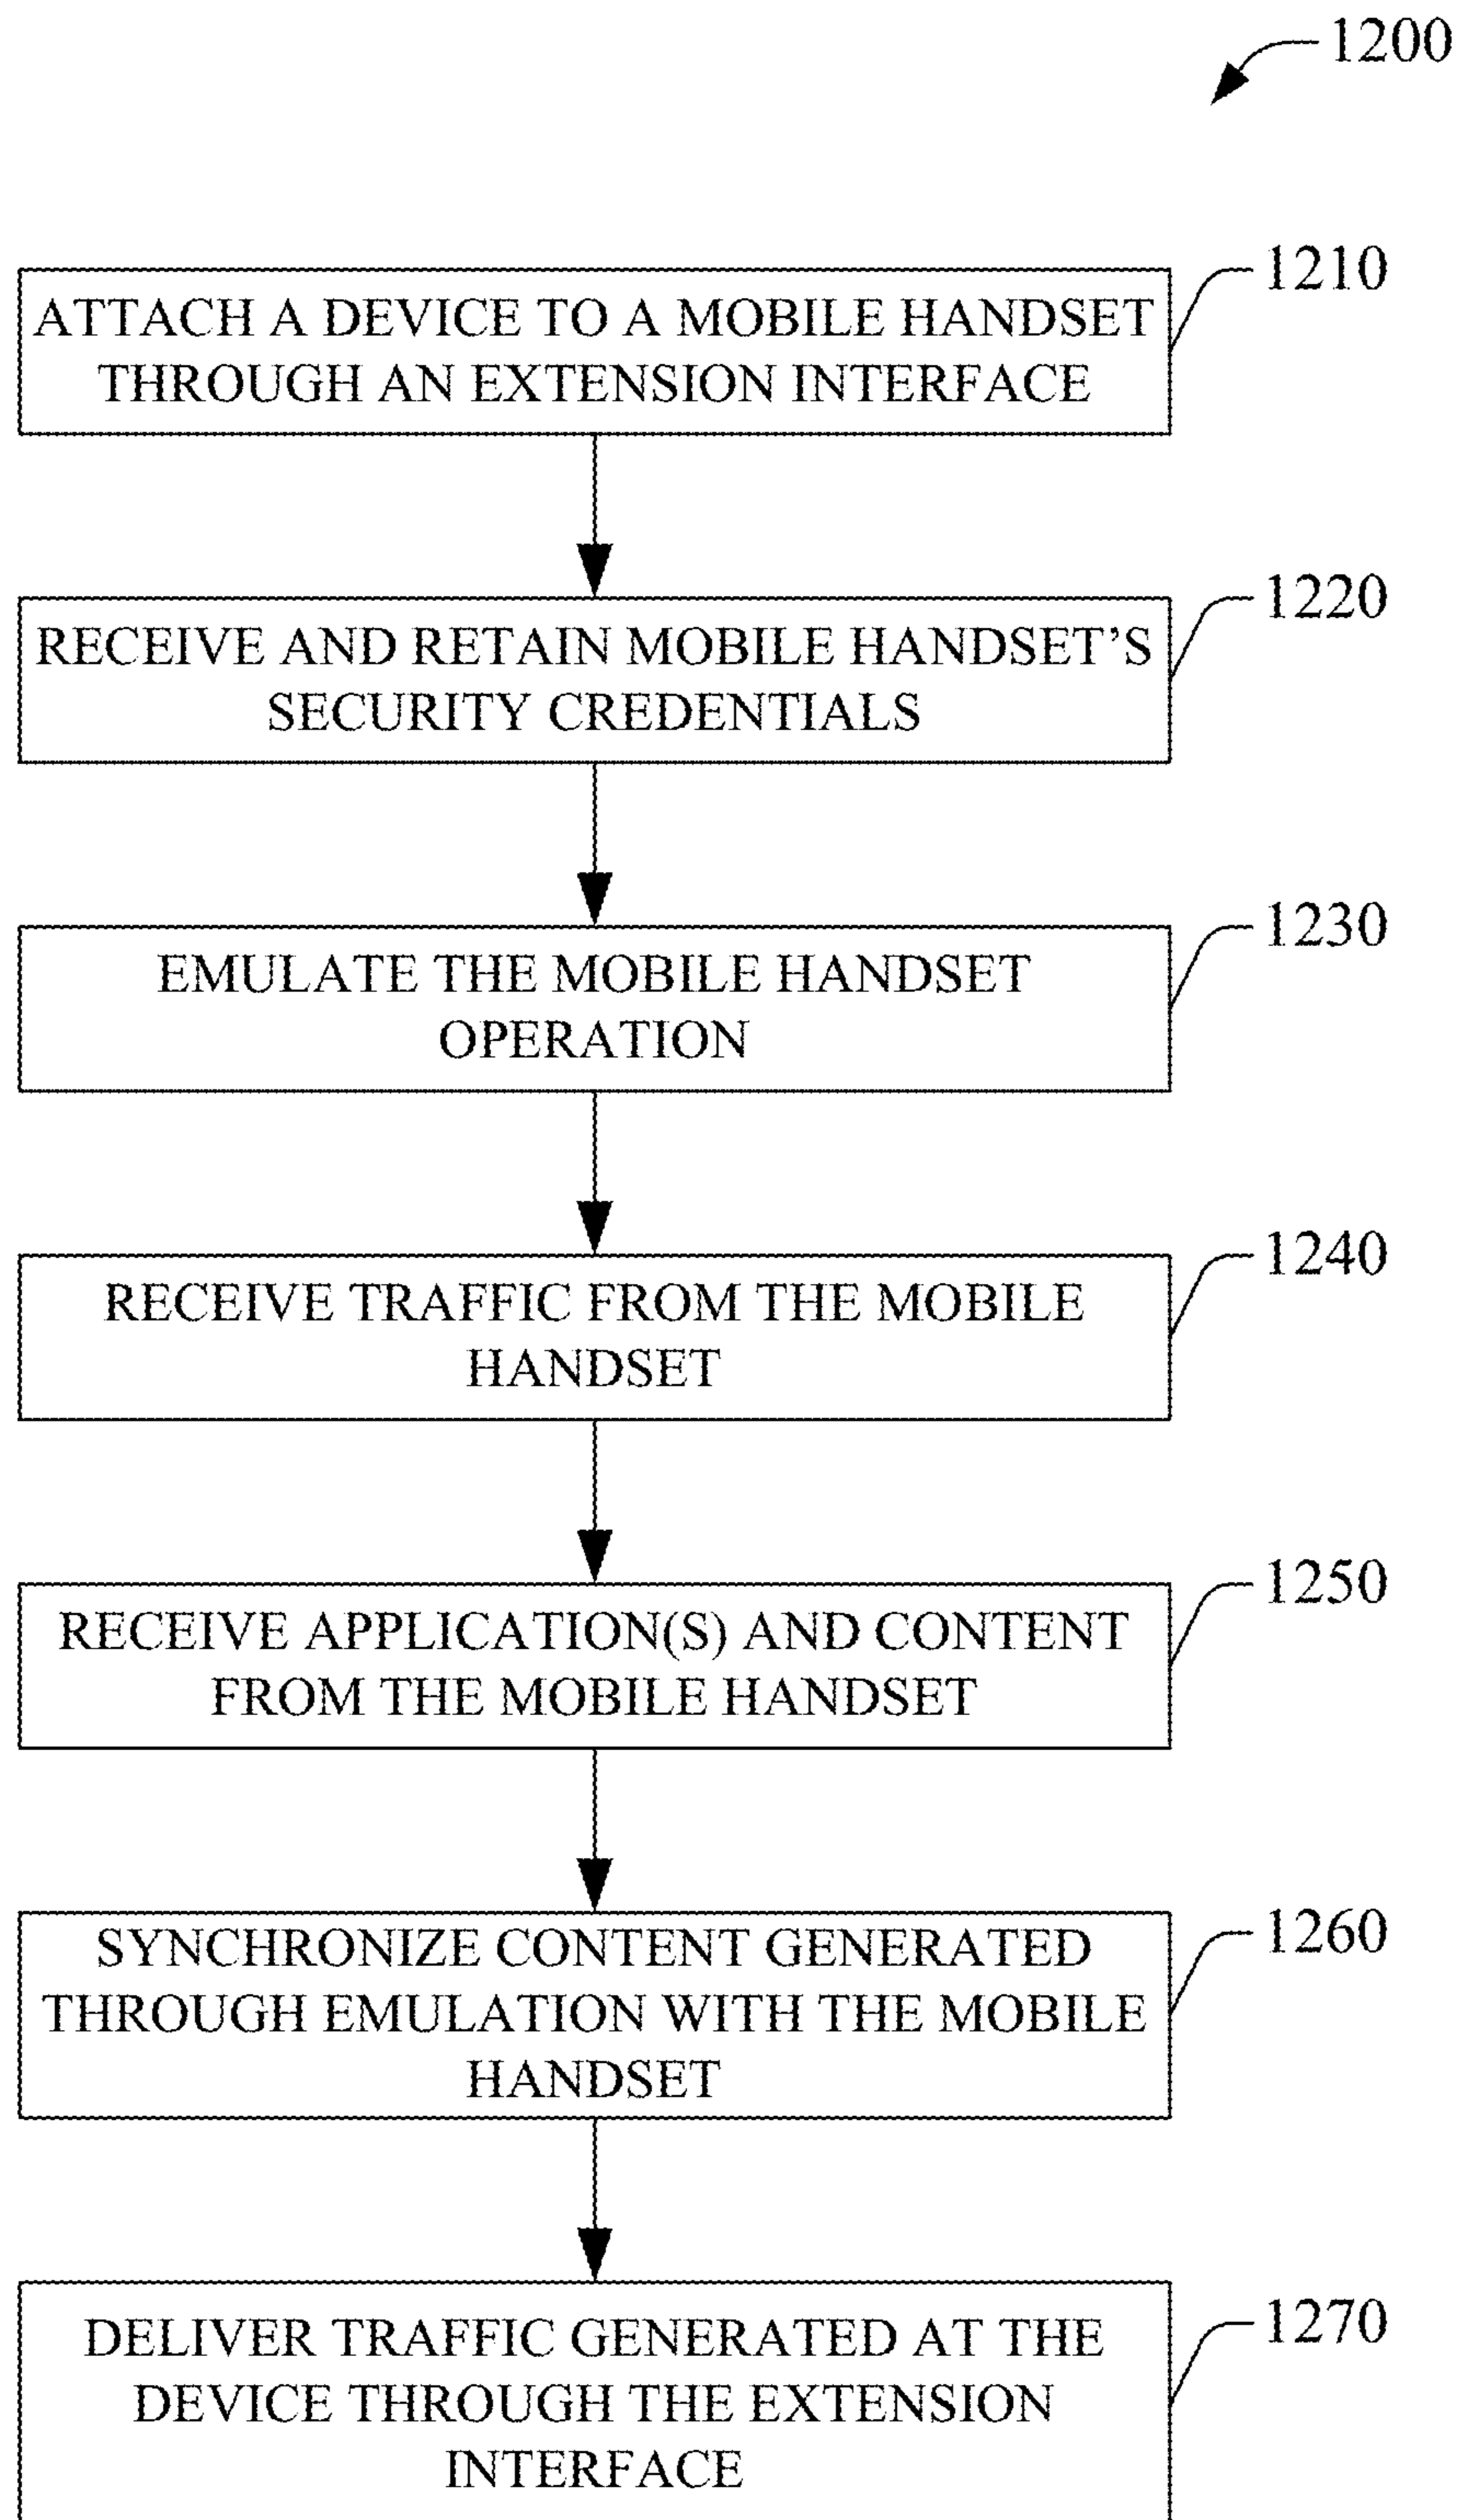 1200
ATTACH A DEVICE TO A MOBILE HANDSET
THROUGH AN EXTENSION INTERFACE
1210
RECEIVE AND RETAIN MOBILE HANDSET'S
SECURITY CREDENTIALS
1220
EMULATE THE MOBILE HANDSET
OPERATION
1230
RECEIVE TRAFFIC FROM THE MOBILE
HANDSET
1240
RECEIVE APPLICATION(S) AND CONTENT
FROM THE MOBILE HANDSET
1250
SYNCHRONIZE CONTENT GENERATED
THROUGH EMULATION WITH THE MOBILE
HANDSET
1260
DELIVER TRAFFIC GENERATED AT THE
DEVICE THROUGH THE EXTENSION
INTERFACE
1270